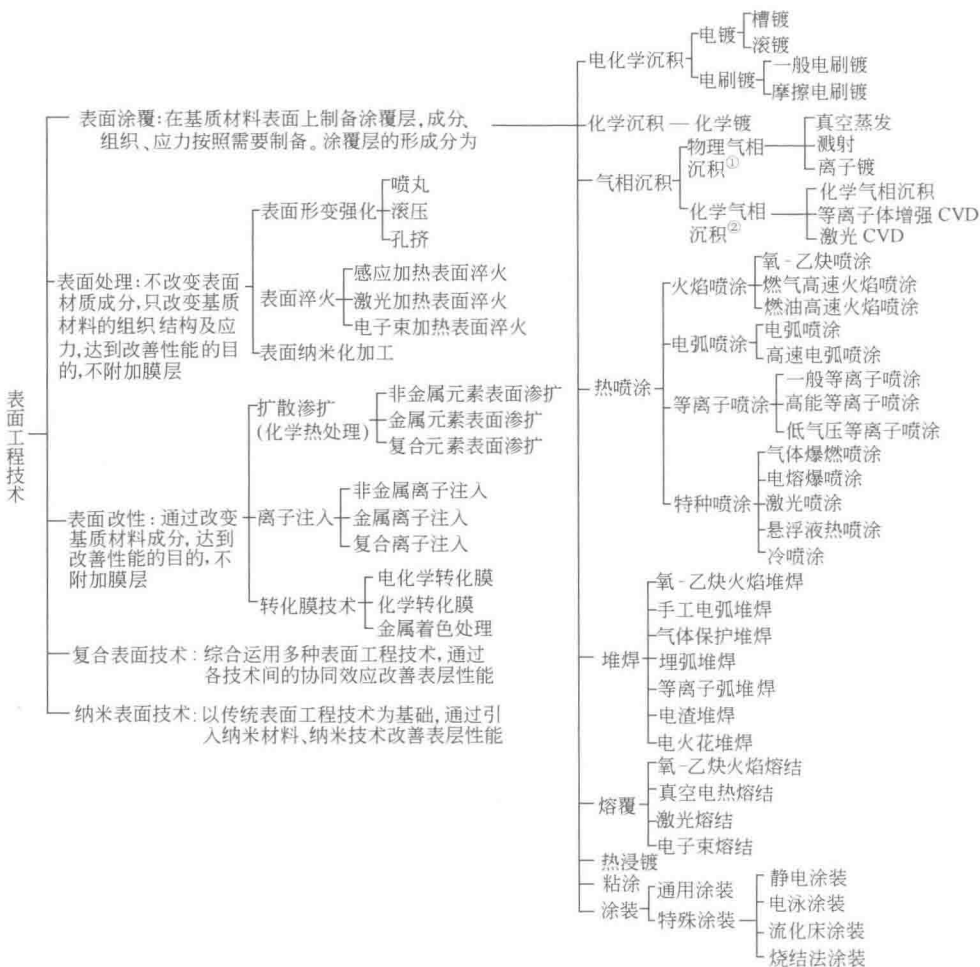 表面工程技术
表面涂覆:在基质材料表面上制备涂覆层,成分、
组织、应力按照需要制备。涂覆层的形成分为
表面处理:不改变表面
材质成分,只改变基质
材料的组织结构及应
力,达到改善性能的目
的,不附加膜层
表面形变强化
喷丸
滚压
孔挤
表面淬火
感应加热表面淬火
激光加热表面淬火
电子束加热表面淬火
表面纳米化加工
表面改性:通过改变
基质材料成分,达到
改善性能的目的,不
附加膜层
扩散渗扩
(化学热处理)
非金属元素表面渗扩
金属元素表面渗扩
复合元素表面渗扩
离子注入
非金属离子注入
金属离子注入
复合离子注入
转化膜技术
电化学转化膜
化学转化膜
金属着色处理
复合表面技术:综合运用多种表面工程技术,通过
各技术间的协同效应改善表层性能
纳米表面技术:以传统表面工程技术为基础,通过引
入纳米材料、纳米技术改善表层性能
电化学沉积
电镀
槽镀
滚镀
电刷镀
一般电刷镀
摩擦电刷镀
化学沉积—化学镀
气相沉积
物理气相
沉积①
真空蒸发
溅射
离子镀
化学气相
沉积②
化学气相沉积
等离子体增强 CVD
激光 CVD
热喷涂
火焰喷涂
氧-乙炔喷涂
燃气高速火焰喷涂
燃油高速火焰喷涂
电弧喷涂
电弧喷涂
高速电弧喷涂
等离子喷涂
一般等离子喷涂
高能等离子喷涂
低气压等离子喷涂
特种喷涂
气体爆燃喷涂
电熔爆喷涂
激光喷涂
悬浮液热喷涂
冷喷涂
堆焊
氧-乙炔火焰堆焊
手工电弧堆焊
气体保护堆焊
埋弧堆焊
等离子弧堆焊
电渣堆焊
电火花堆焊
熔覆
氧-乙炔火焰熔结
真空电热熔结
激光熔结
电子束熔结
热浸镀
粘涂
涂装
通用涂装
特殊涂装
静电涂装
电泳涂装
流化床涂装
烧结法涂装